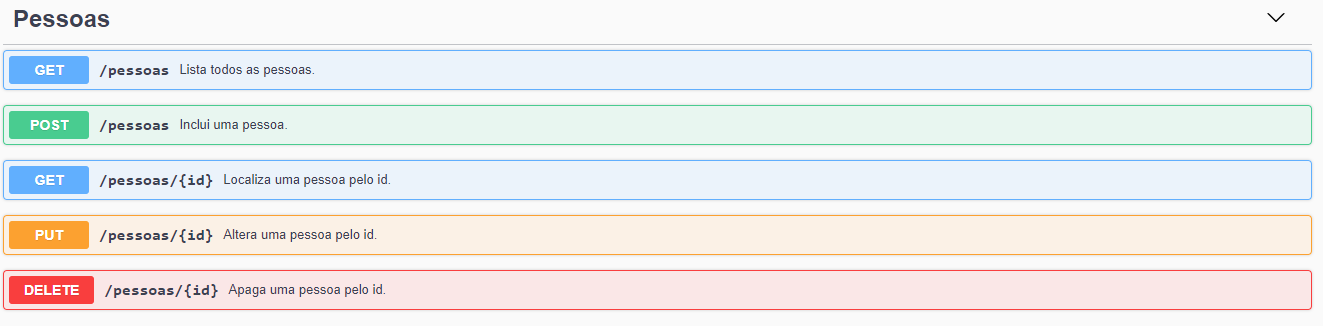 Pessoas
GET /pessoas Lista todos as pessoas.
POST /pessoas Inclui uma pessoa.
GET /pessoas/{id} Localiza uma pessoa pelo id.
PUT /pessoas/{id} Altera uma pessoa pelo id.
DELETE /pessoas/{id} Apaga uma pessoa pelo id.